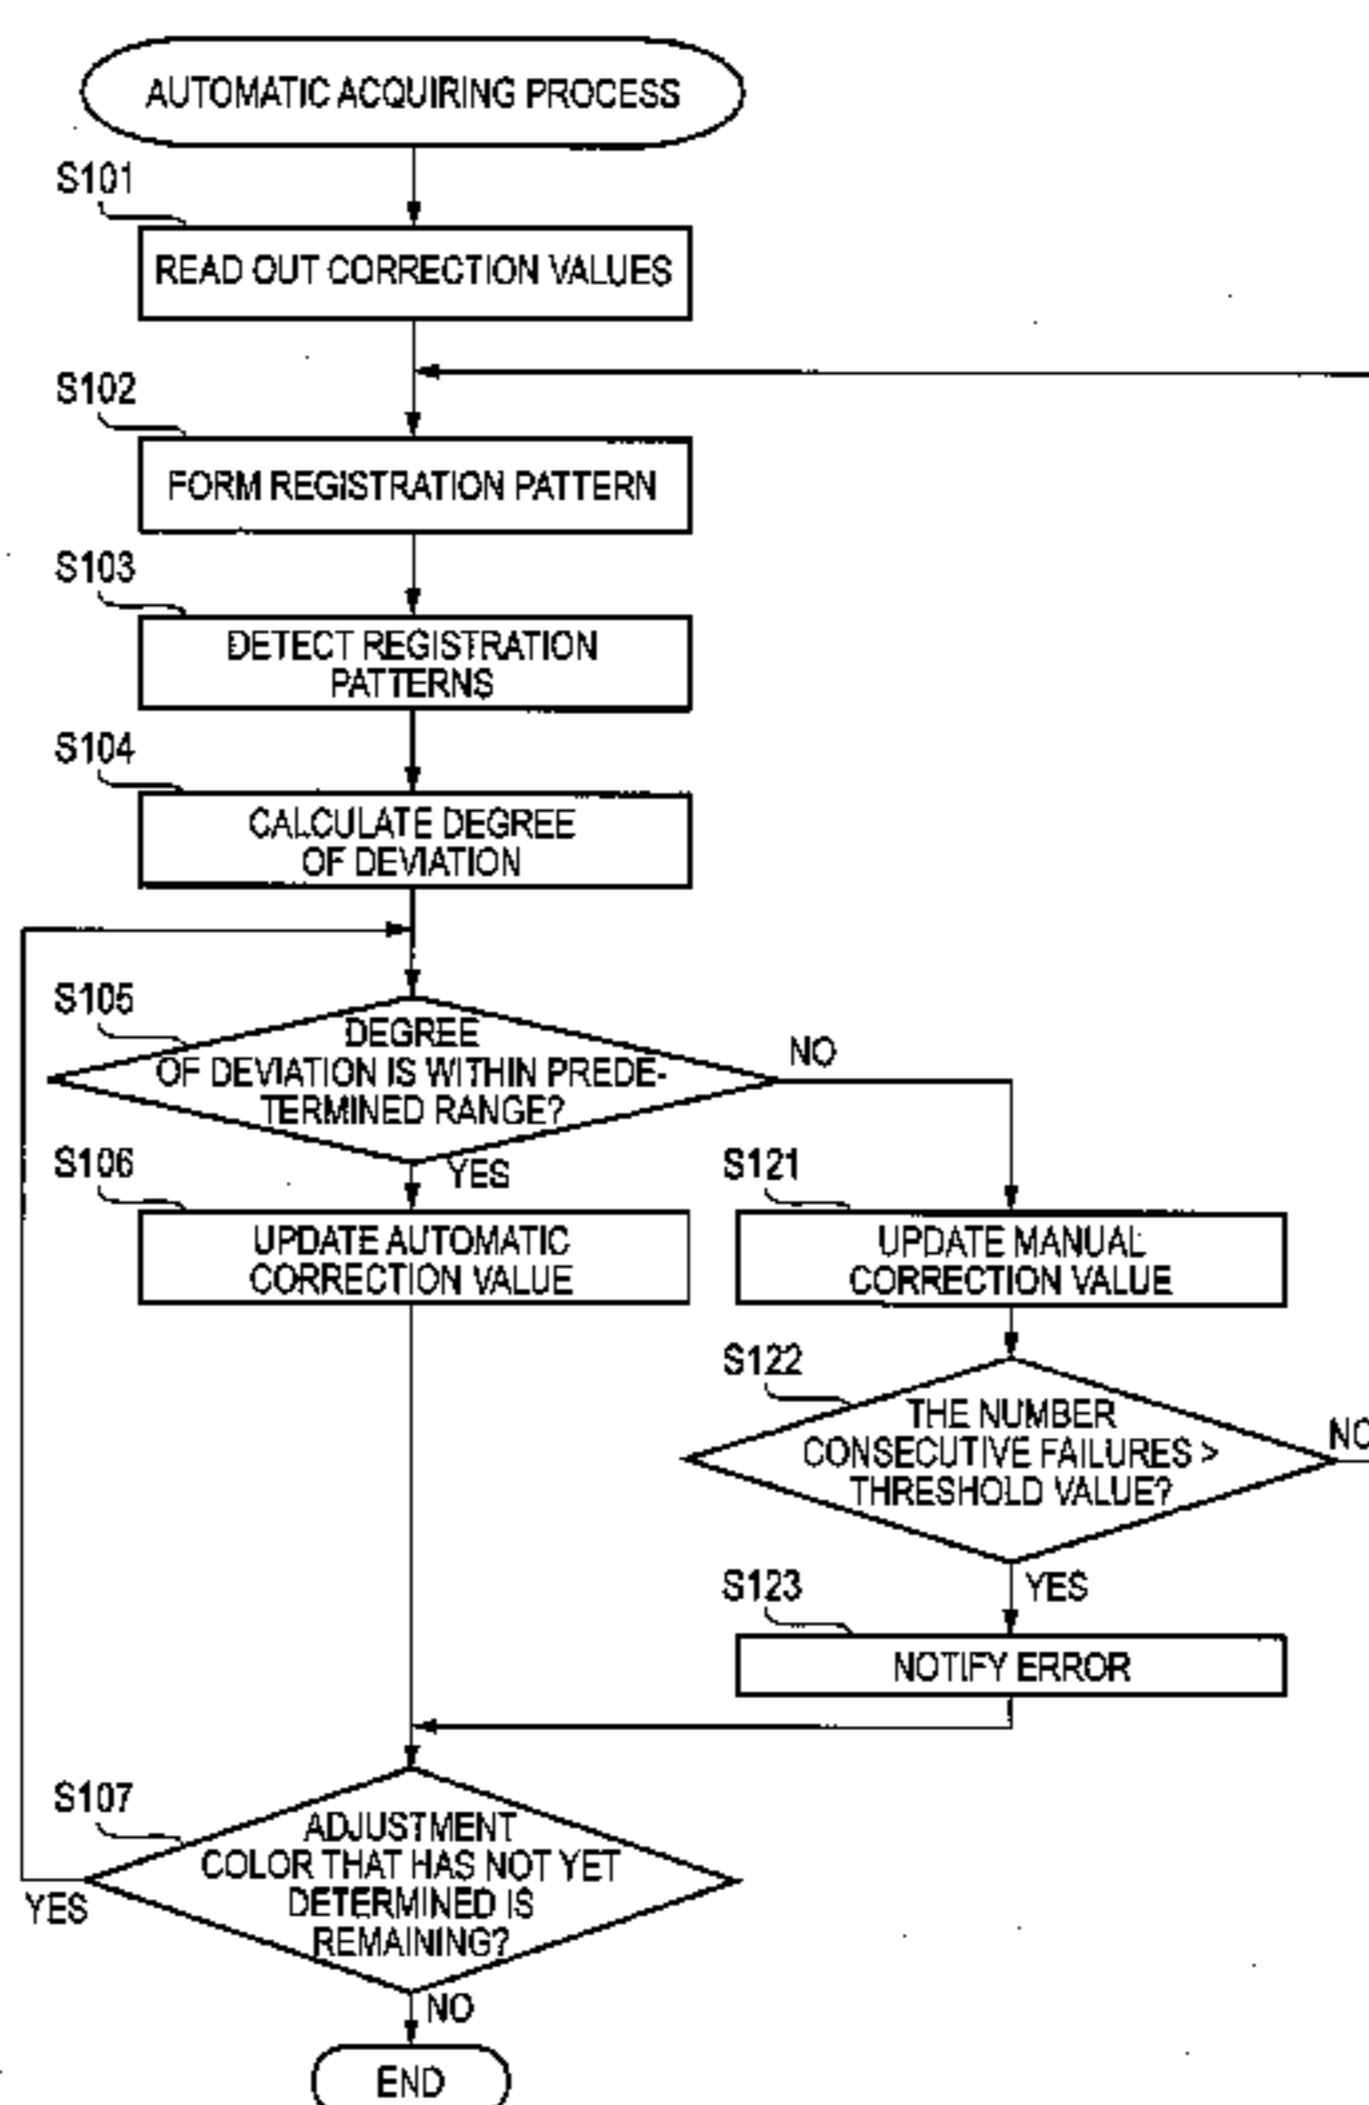 AUTOMATIC ACQUIRING PROCESS
S101
READ OUT CORRECTION VALUES
S102
FORM REGISTRATION PATTERN
S103
DETECT REGISTRATION
PATTERNS
S104
CALCULATE DEGREE
OF DEVIATION
S105
DEGREE
OF DEVIATION IS WITHIN PREDE-
TERMINED RANGE?
NO
YES
S106
UPDATE AUTOMATIC
CORRECTION VALUE
S121
UPDATE MANUAL
CORRECTION VALUE
S122
THE NUMBER
CONSECUTIVE FAILURES >
THRESHOLD VALUE?
NO
YES
S123
NOTIFY ERROR
S107
ADJUSTMENT
COLOR THAT HAS NOT YET
DETERMINED IS
REMAINING?
YES
NO
END